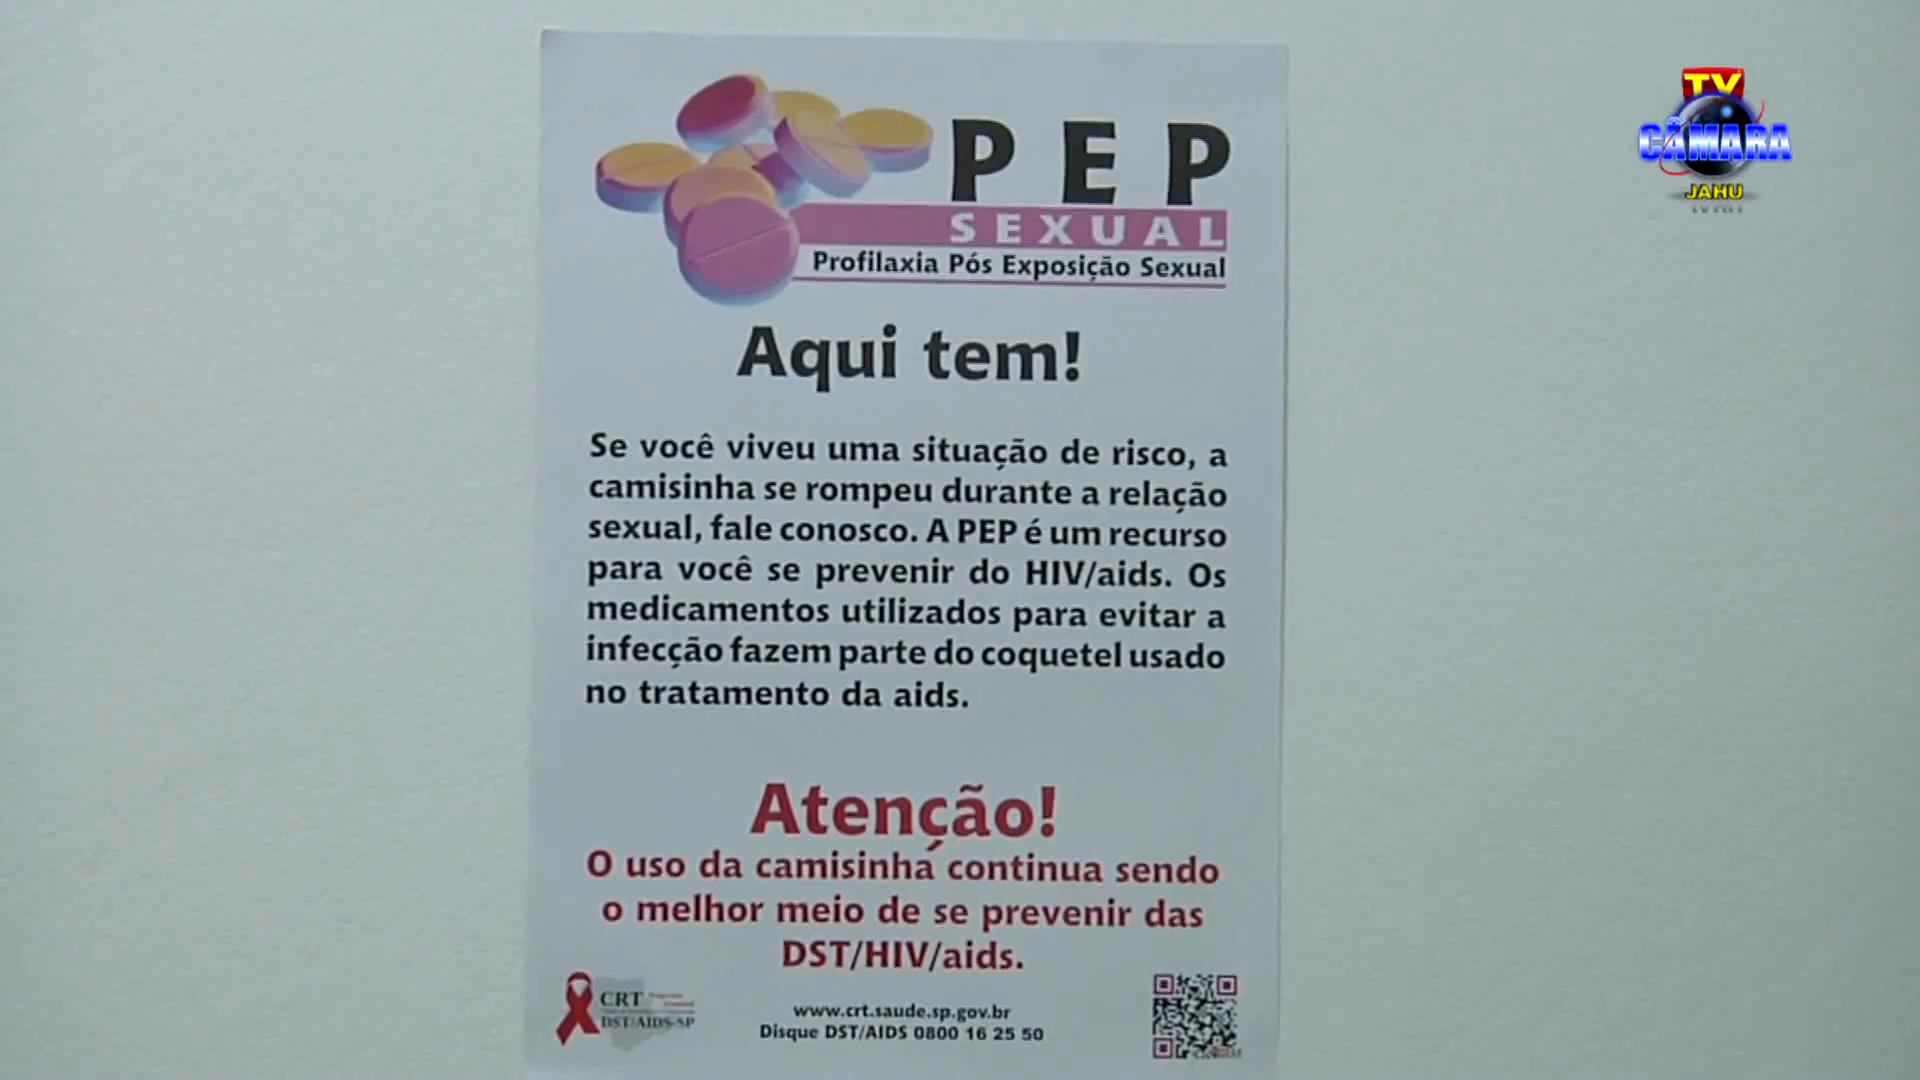 TV
CÂMARA
JAHU
PEP
SEXUAL
Profilaxia Pós Exposição Sexual
Aqui tem!
Se você viveu uma situação de risco, a
camisinha se rompeu durante a relação
sexual, fale conosco. A PEP é um recurso
para você se prevenir do HIV/aids. Os
medicamentos utilizados para evitar a
infecção fazem parte do coquetel usado
no tratamento da aids.
Atenção!
O uso da camisinha continua sendo
o melhor meio de se prevenir das
DST/HIV/aids.
CRT
DST/AIDS-SP
www.crt.saude.sp.gov.br
Disque DST/AIDS 0800 16 25 50